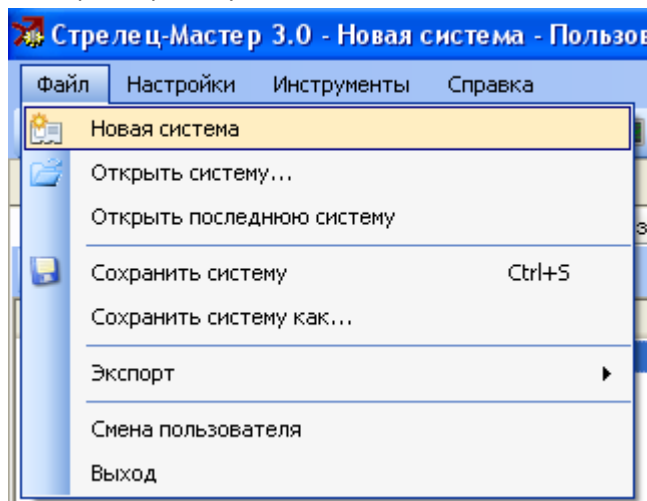 Стрелец-Мастер 3.0 - Новая система -
Файл Настройки Инструменты Справка
Новая система
Открыть систему...
Открыть последнюю систему
Сохранить систему Ctrl+S
Сохранить систему как...
Экспорт
Смена пользователя
Выход